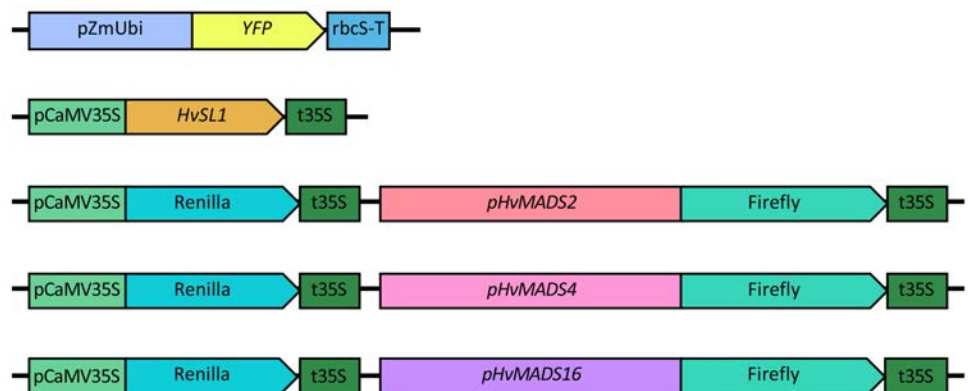 pZmUbi YFP rbcS-T
pCaMV35S HvSL1 t35S
pCaMV35S Renilla t35S pHvMADS2 Firefly t35S
pCaMV35S Renilla t35S pHvMADS4 Firefly t35S
pCaMV35S Renilla t35S pHvMADS16 Firefly t35S